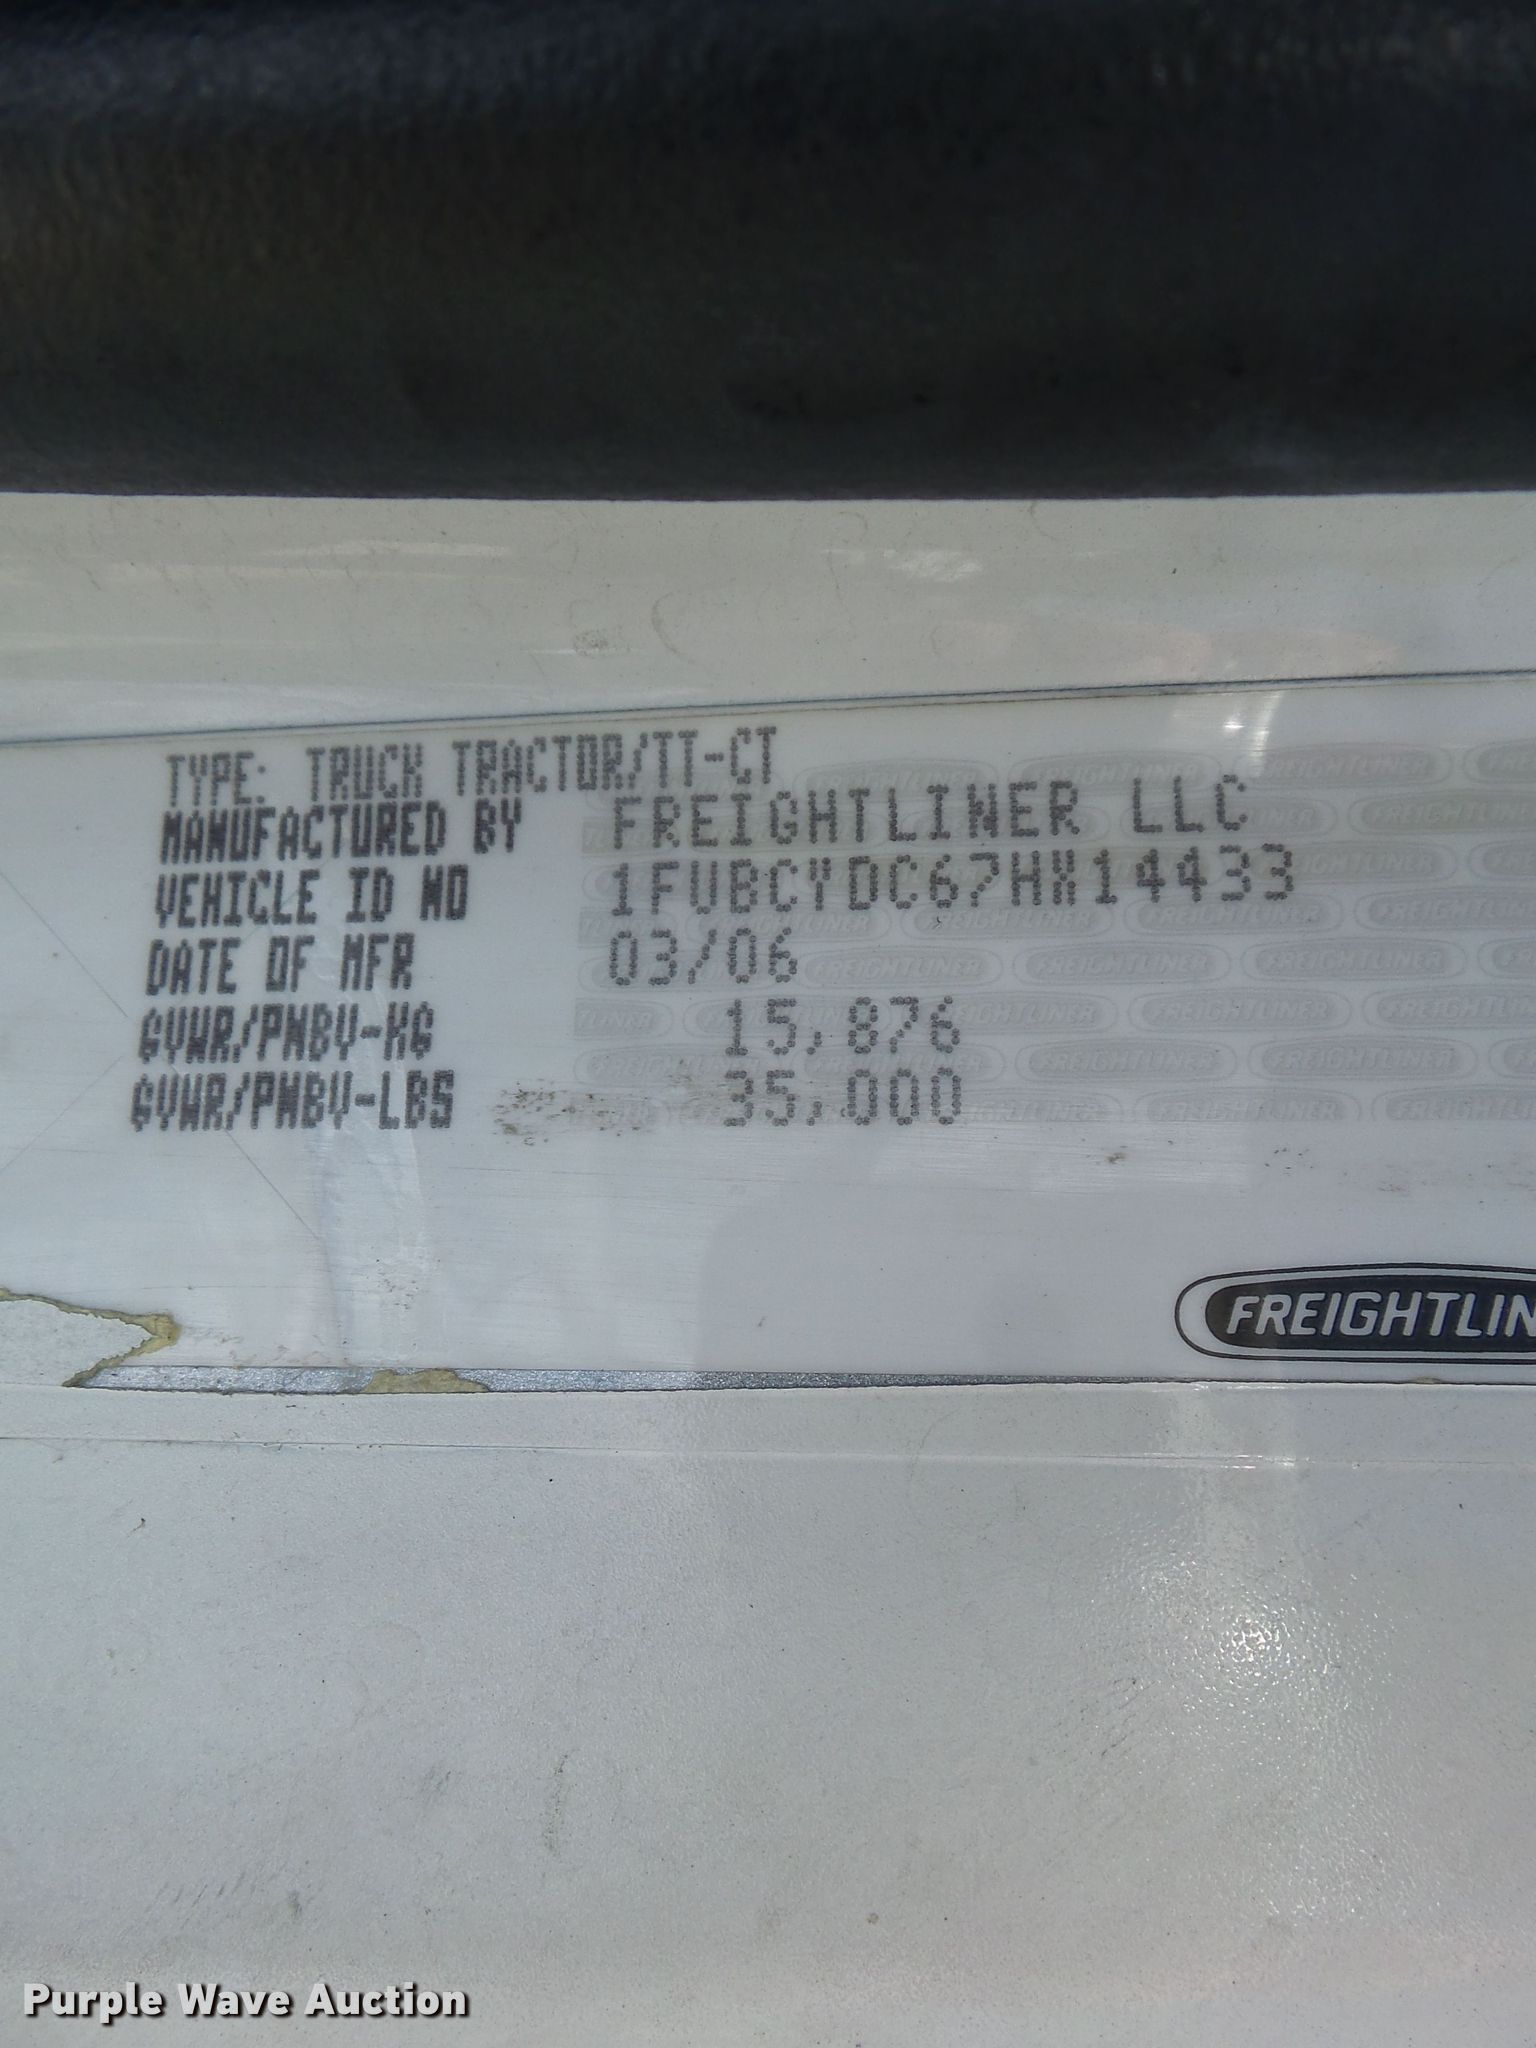 TYPE: TRUCK TRACTOR/TT-CT
MANUFACTURED BY FREIGHTLINER LLC
VEHICLE ID NO 1FUBCYDC67HX14433
DATE OF MFR 03/06
GVWR/PNBV-KG 15,876
GVWR/PNBV-LBS 35,000
FREIGHTLIN
Purple Wave Auction